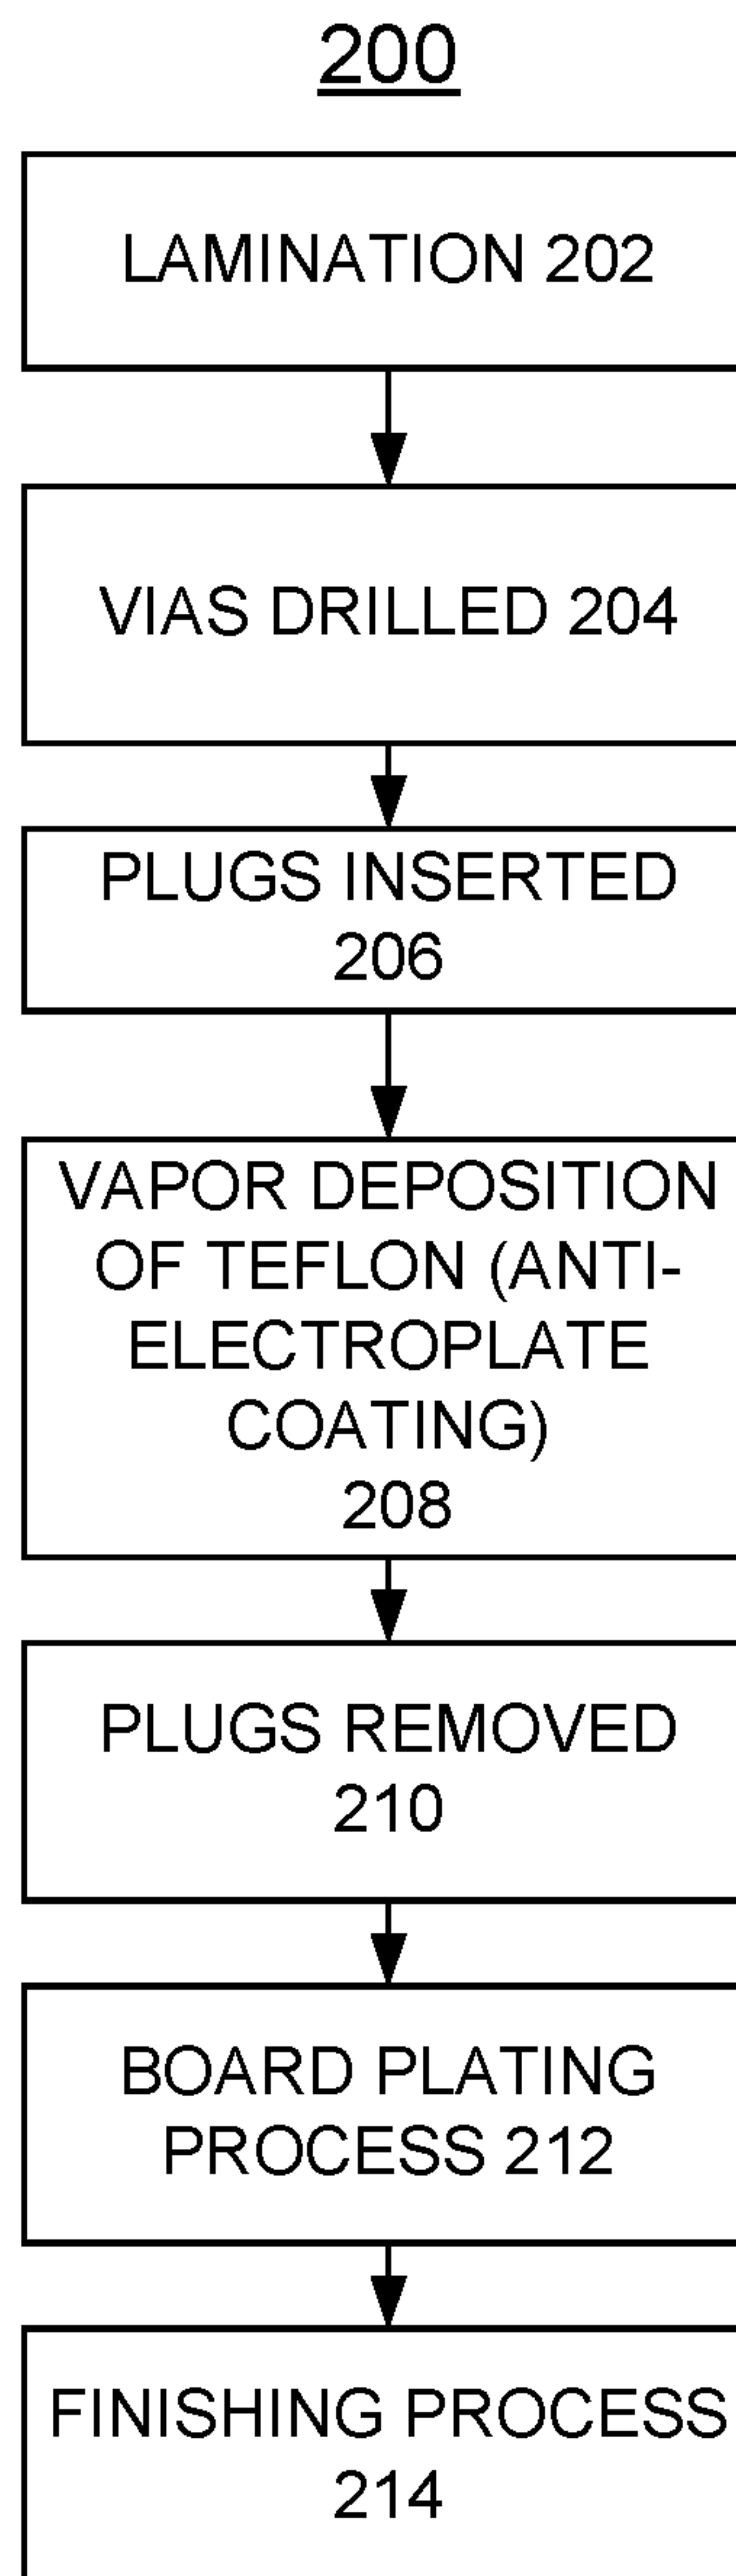 200
LAMINATION 202
VIAS DRILLED 204
PLUGS INSERTED
206
VAPOR DEPOSITION
OF TEFLON (ANTI-
ELECTROPLATE
COATING)
208
PLUGS REMOVED
210
BOARD PLATING
PROCESS 212
FINISHING PROCESS
214